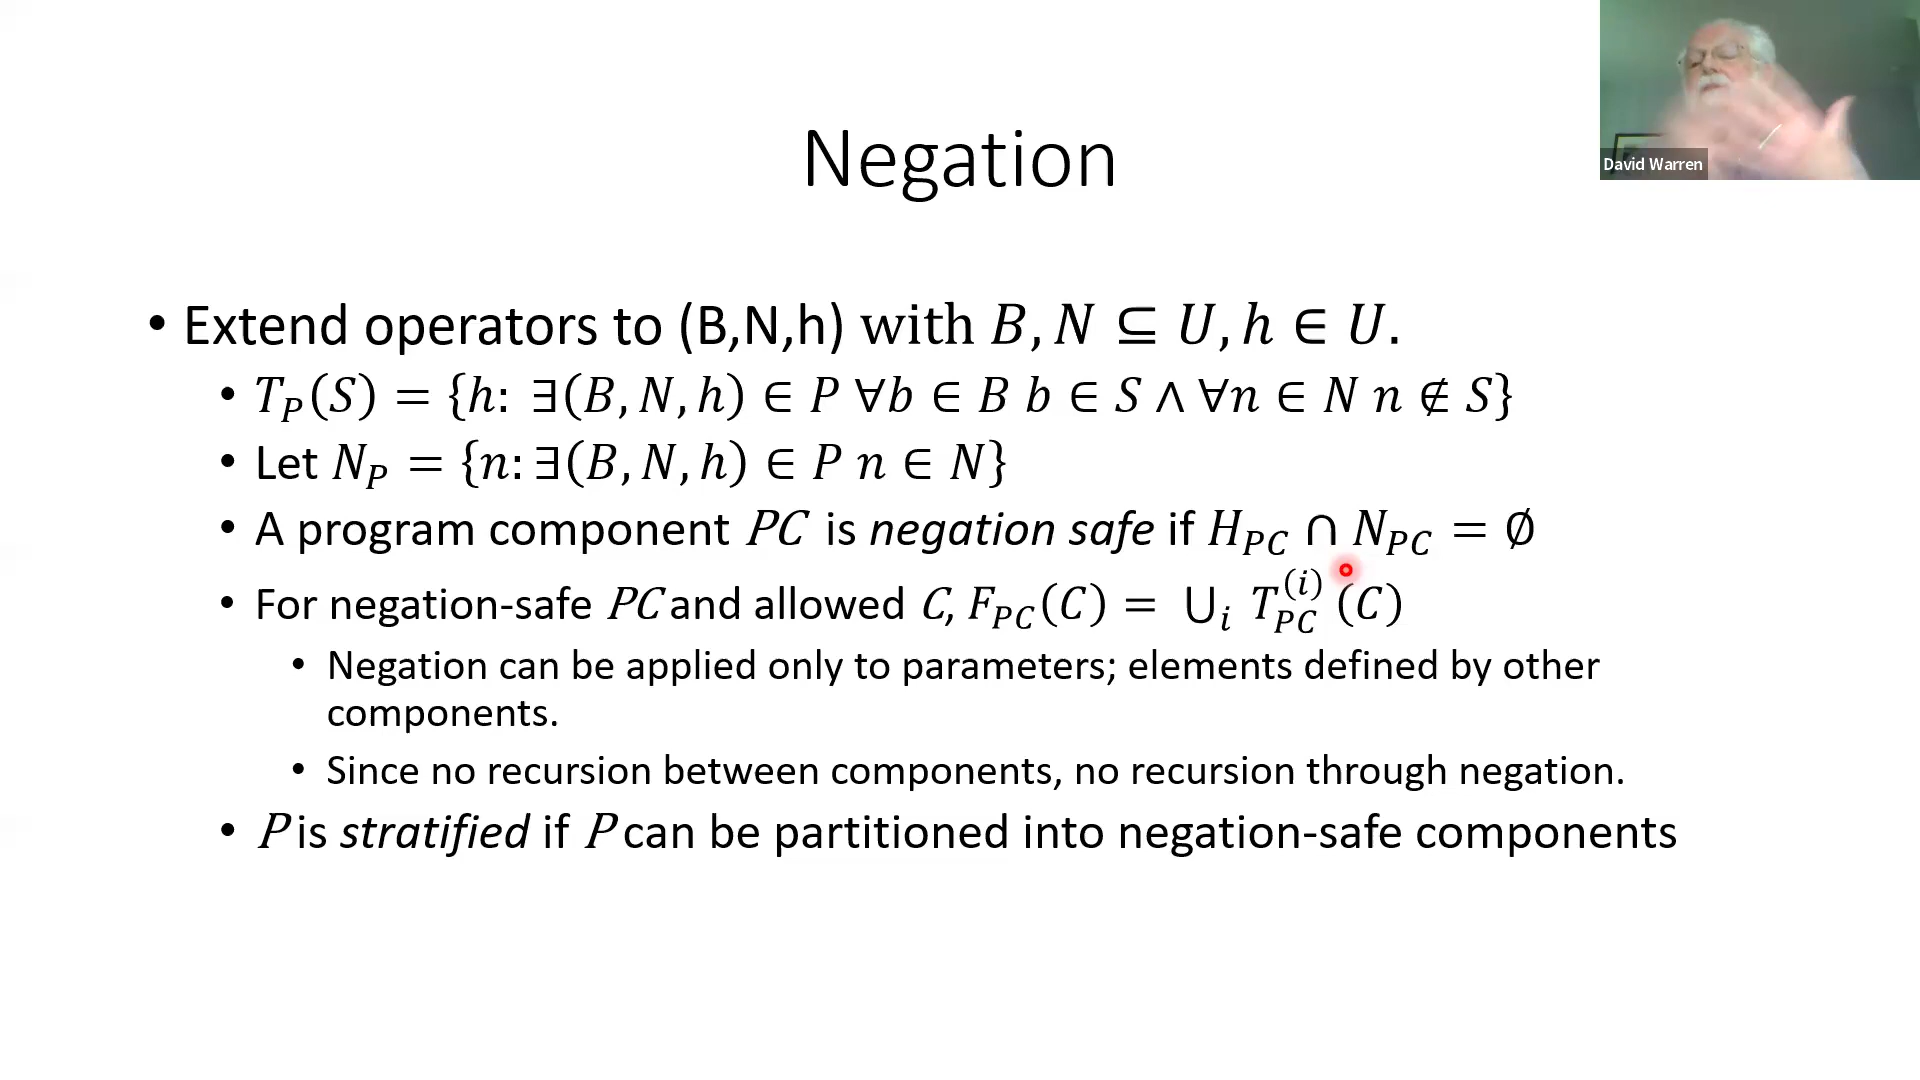 David Warren
Negation
• Extend operators to (B,N,h) with B, N ⊆ U, h ∈ U.
• T_P(S) = {h: ∃(B, N, h) ∈ P ∀b ∈ B b ∈ S ∧ ∀n ∈ N n ∉ S}
• Let N_P = {n: ∃(B, N, h) ∈ P n ∈ N}
• A program component PC is negation safe if H_PC ∩ N_PC = ∅
• For negation-safe PC and allowed C, F_PC(C) = ⋃_i T_PC^(i)(C)
• Negation can be applied only to parameters; elements defined by other
components.
• Since no recursion between components, no recursion through negation.
• P is stratified if P can be partitioned into negation-safe components